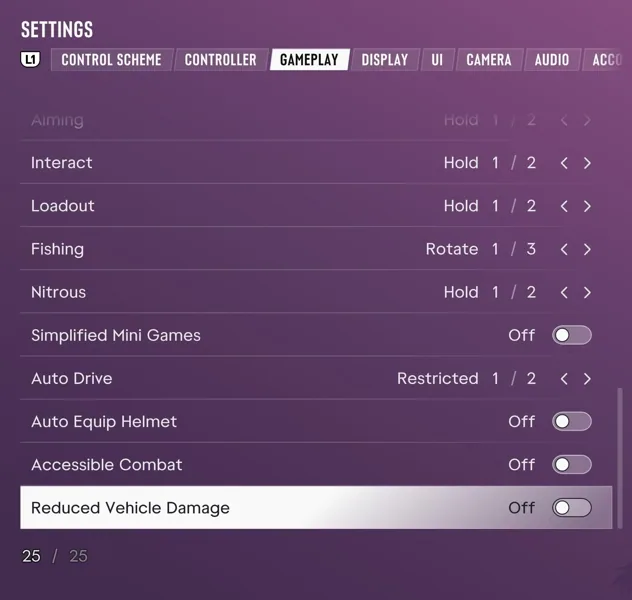 SETTINGS
L1 CONTROL SCHEME CONTROLLER GAMEPLAY DISPLAY UI CAMERA AUDIO ACCO
Aiming Hold 1 / 2 < >
Interact Hold 1 / 2 < >
Loadout Hold 1 / 2 < >
Fishing Rotate 1 / 3 < >
Nitrous Hold 1 / 2 < >
Simplified Mini Games Off
Auto Drive Restricted 1 / 2 < >
Auto Equip Helmet Off
Accessible Combat Off
Reduced Vehicle Damage Off
25 / 25